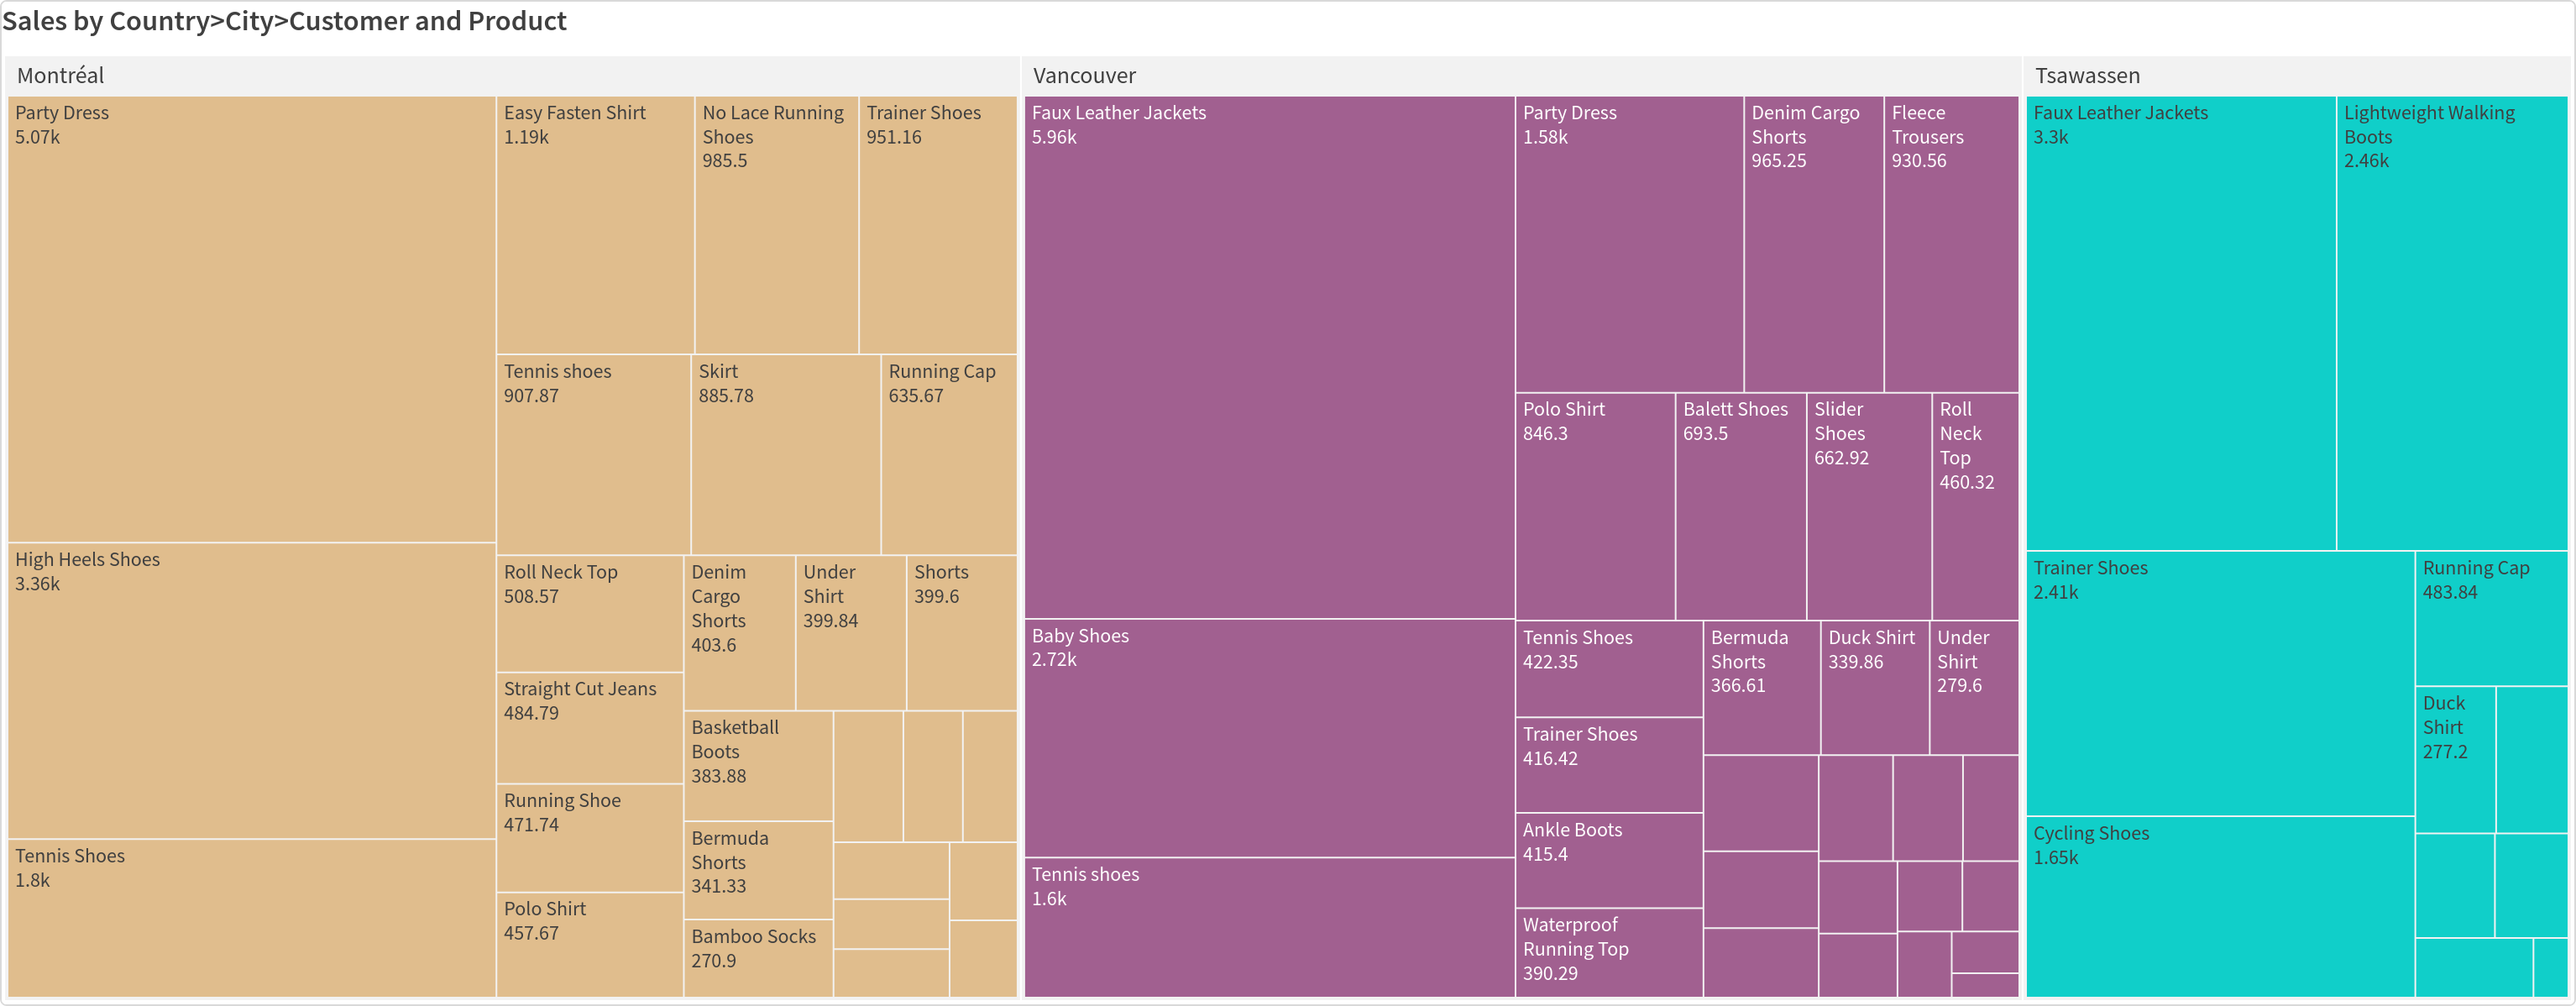 Sales by Country>City>Customer and Product
Montréal
Party Dress
5.07k
High Heels Shoes
3.36k
Tennis Shoes
1.8k
Easy Fasten Shirt
1.19k
No Lace Running
Shoes
985.5
Trainer Shoes
951.16
Tennis shoes
907.87
Skirt
885.78
Running Cap
635.67
Roll Neck Top
508.57
Straight Cut Jeans
484.79
Running Shoe
471.74
Polo Shirt
457.67
Denim
Cargo
Shorts
403.6
Under
Shirt
399.84
Shorts
399.6
Basketball
Boots
383.88
Bermuda
Shorts
341.33
Bamboo Socks
270.9
Vancouver
Faux Leather Jackets
5.96k
Baby Shoes
2.72k
Tennis shoes
1.6k
Party Dress
1.58k
Denim Cargo
Shorts
965.25
Fleece
Trousers
930.56
Polo Shirt
846.3
Balett Shoes
693.5
Slider
Shoes
662.92
Roll
Neck
Top
460.32
Tennis Shoes
422.35
Trainer Shoes
416.42
Ankle Boots
415.4
Waterproof
Running Top
390.29
Bermuda
Shorts
366.61
Duck Shirt
339.86
Under
Shirt
279.6
Tsawassen
Faux Leather Jackets
3.3k
Lightweight Walking
Boots
2.46k
Trainer Shoes
2.41k
Cycling Shoes
1.65k
Running Cap
483.84
Duck
Shirt
277.2